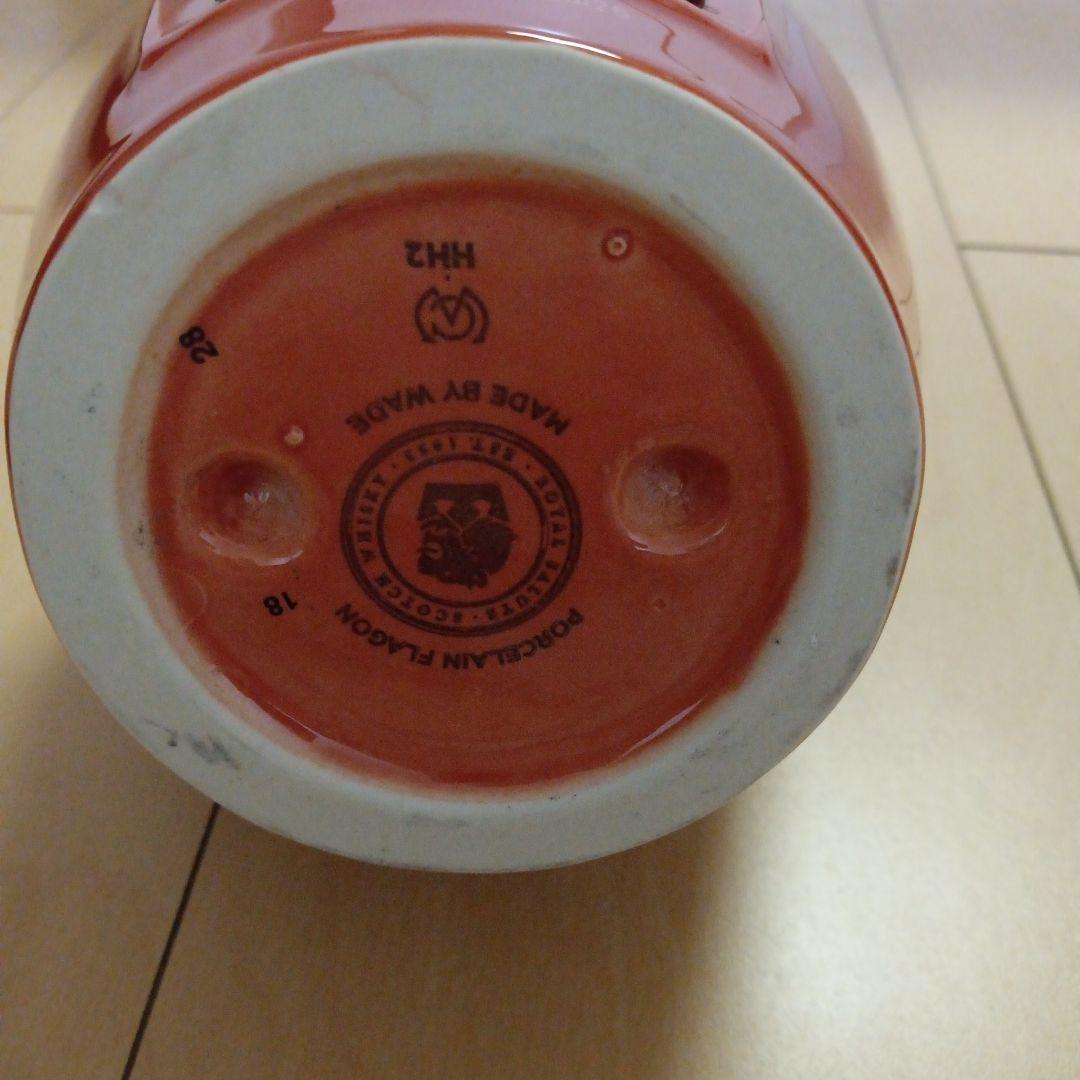 PORCELAIN FLAGON
ROYAL SALUTE · SCOTCH WHISKY · EST. 1953 ·
MADE BY WADE
HH2
18
28